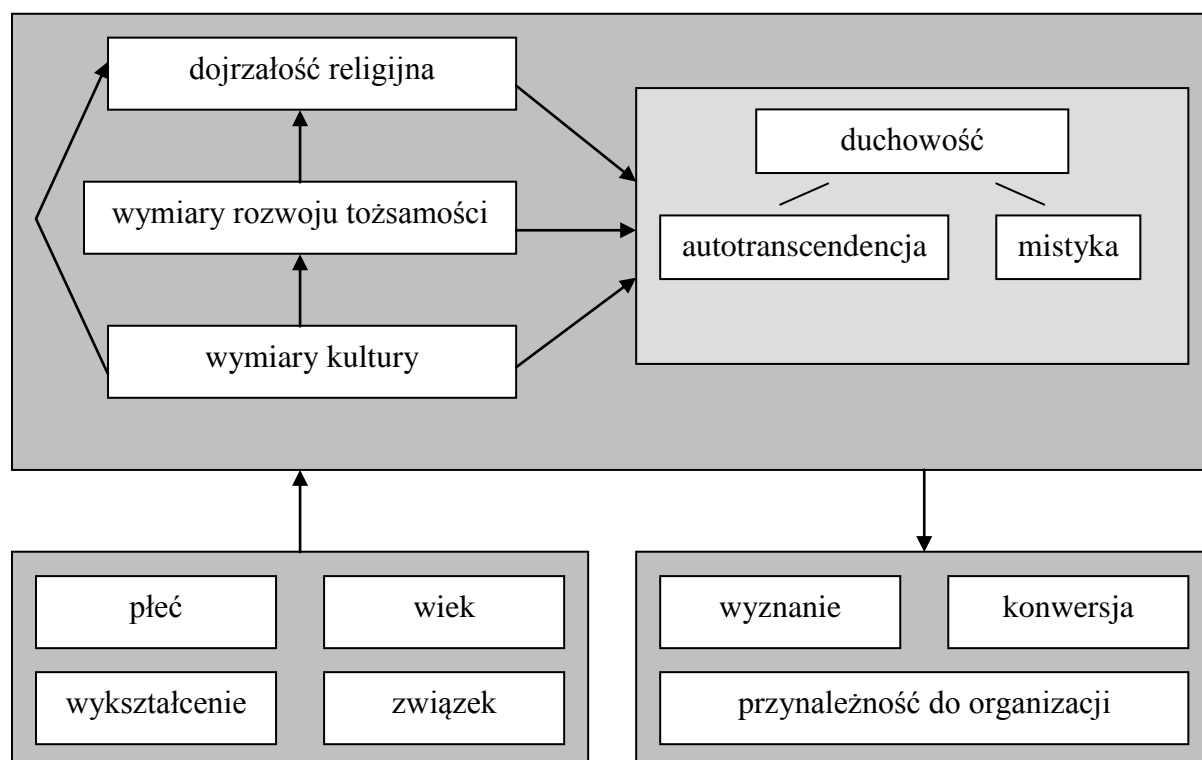 dojrzałość religijna
duchowość
wymiary rozwoju tożsamości
autotranscendencja
mistyka
wymiary kultury
płeć
wiek
wykształcenie
związek
wyznanie
konwersja
przynależność do organizacji